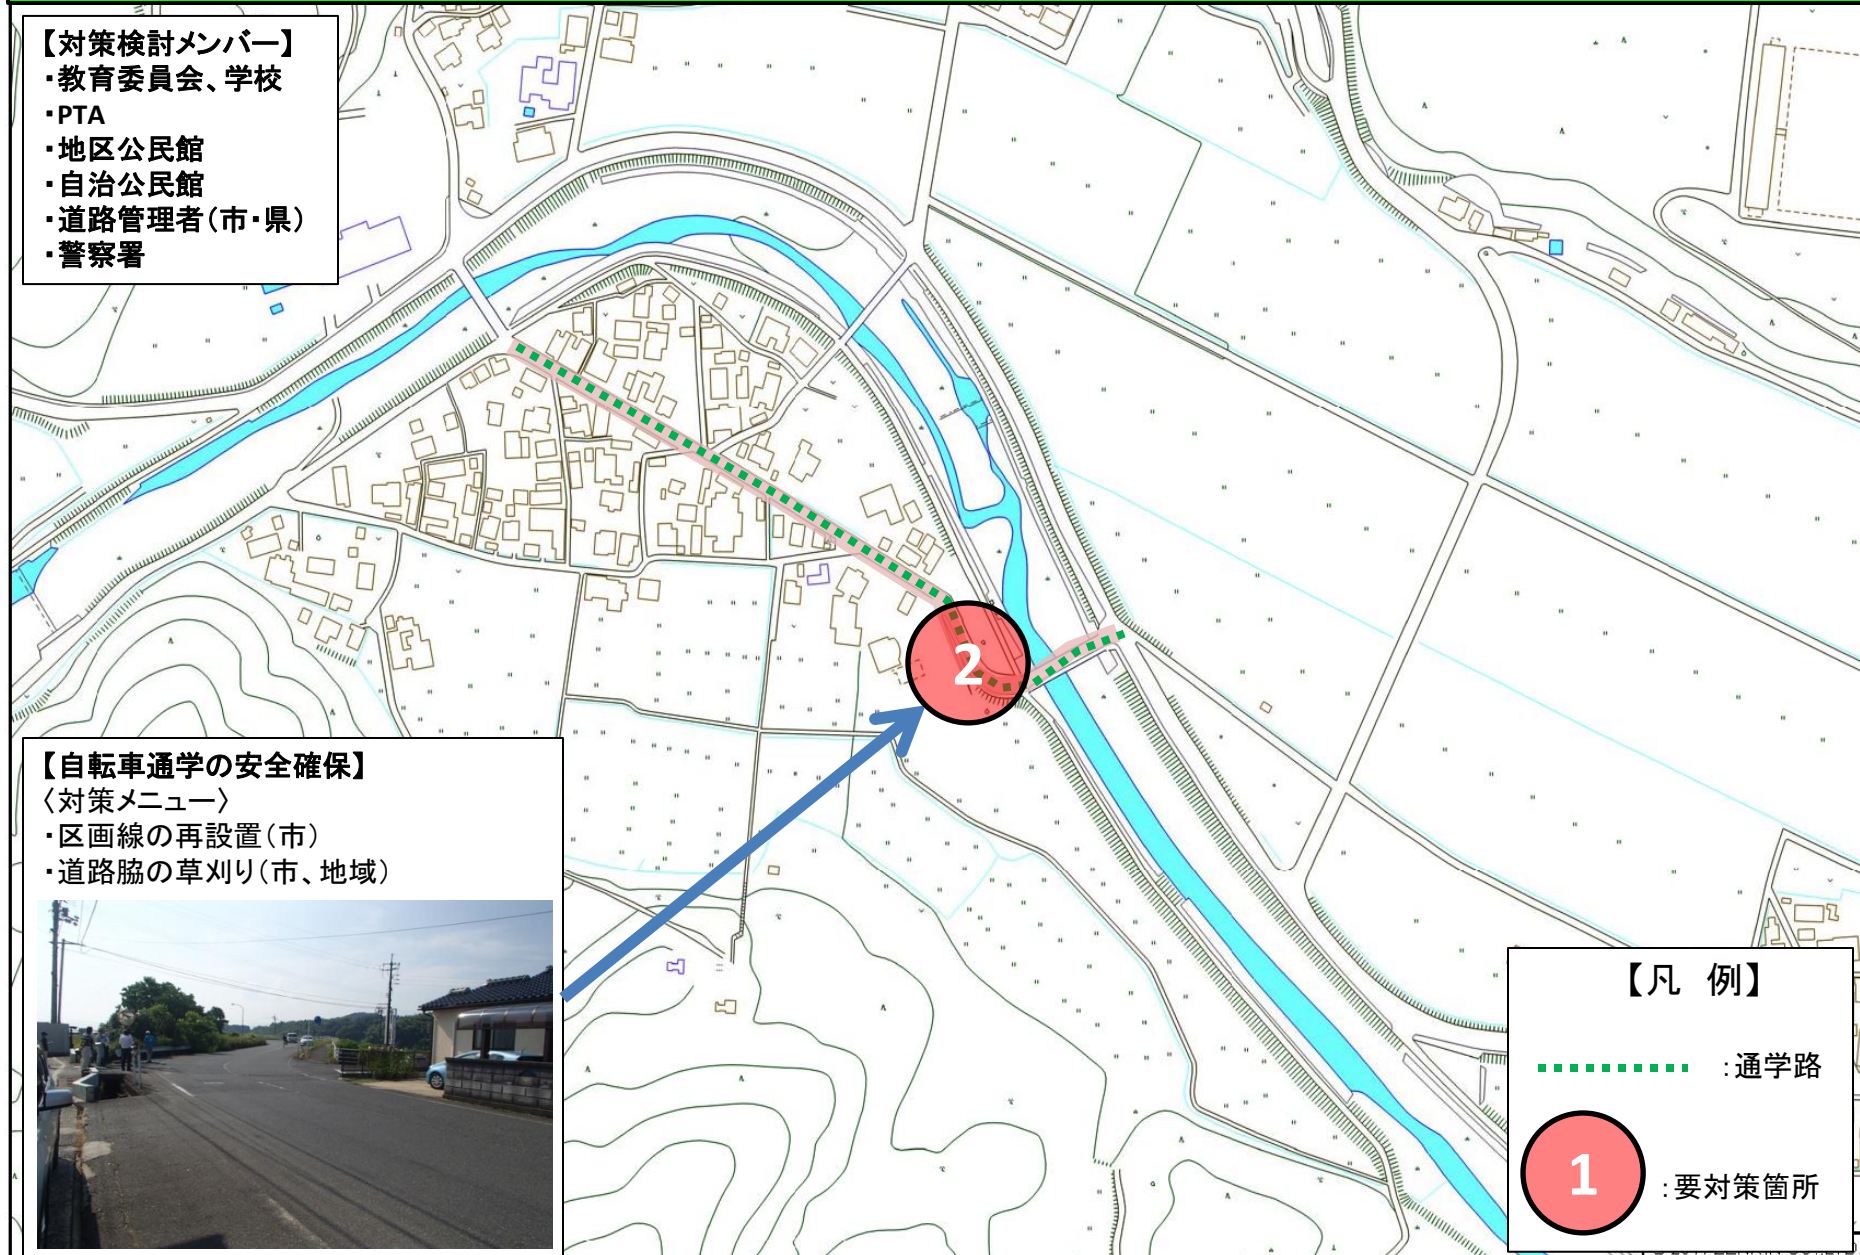 【対策検討メンバー】
・教育委員会、学校
・PTA
・地区公民館
・自治公民館
・道路管理者(市・県)
・警察署
2
【自転車通学の安全確保】
〈対策メニュー〉
・区画線の再設置(市)
・道路脇の草刈り(市、地域)
【凡 例】
:通学路
1
:要対策箇所